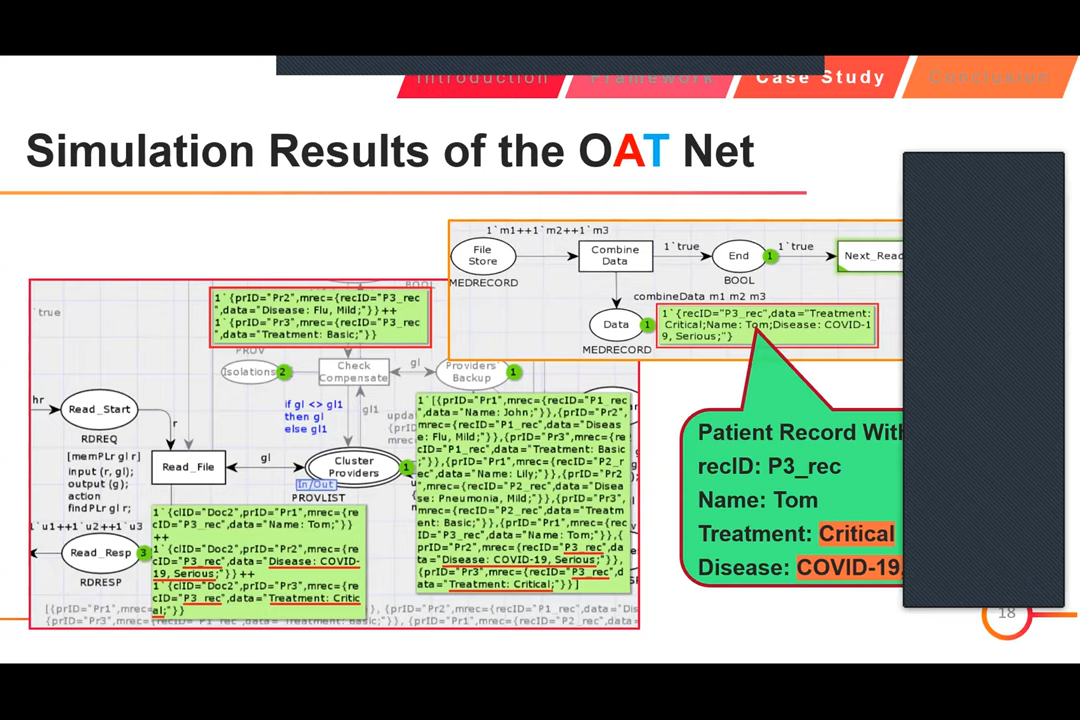 Introduction
Framework
Case Study
Conclusion
Simulation Results of the OAT Net
1`m1++1`m2++1`m3
File
Store
MEDRECORD
Combine
Data
1`true
End
1
BOOL
1`true
Next_Read
combineData m1 m2 m3
Data
1
MEDRECORD
1`{recID="P3_rec",data="Treatment:
Critical;Name: Tom;Disease: COVID-1
9, Serious;"}
`true
1`{prID="Pr2",mrec={recID="P3_rec
",data="Disease: Flu, Mild;"}} ++
1`{prID="Pr3",mrec={recID="P3_rec
",data="Treatment: Basic;"}}
PROV
Isolations
2
Check
Compensate
gl
Providers'
Backup
1
hr
Read_Start
RDREQ
r
if gl <> gl1
then gl
else gl1
gl1
[memPLr gl r]
input (r, gl);
output (g);
action
findPLr gl r;
Read_File
gl
Cluster
Providers
1
In/Out
PROVLIST
1`[{prID="Pr1",mrec={recID="P1_rec
",data="Name: John;"}},{prID="Pr2",
mrec={recID="P1_rec",data="Diseas
e: Flu, Mild;"}},{prID="Pr3",mrec={re
cID="P1_rec",data="Treatment: Basic
;"}},{prID="Pr1",mrec={recID="P2_r
ec",data="Name: Lily;"}},{prID="Pr2
",mrec={recID="P2_rec",data="Disea
se: Pneumonia, Mild;"}},{prID="Pr3",
mrec={recID="P2_rec",data="Treatm
ent: Basic;"}},{prID="Pr1",mrec={rec
ID="P3_rec",data="Name: Tom;"}},{
prID="Pr2",mrec={recID="P3_rec",da
ta="Disease: COVID-19, Serious;"}},
{prID="Pr3",mrec={recID="P3_rec",d
ata="Treatment: Critical;"}}]
1`u1++1`u2++1`u3
Read_Resp
3
RDRESP
1`{clID="Doc2",prID="Pr1",mrec={re
cID="P3_rec",data="Name: Tom;"}}
++
1`{clID="Doc2",prID="Pr2",mrec={re
cID="P3_rec",data="Disease: COVID-
19, Serious;"}} ++
1`{clID="Doc2",prID="Pr3",mrec={re
cID="P3_rec",data="Treatment: Critic
al;"}}
Patient Record With
recID: P3_rec
Name: Tom
Treatment: Critical
Disease: COVID-19,
18